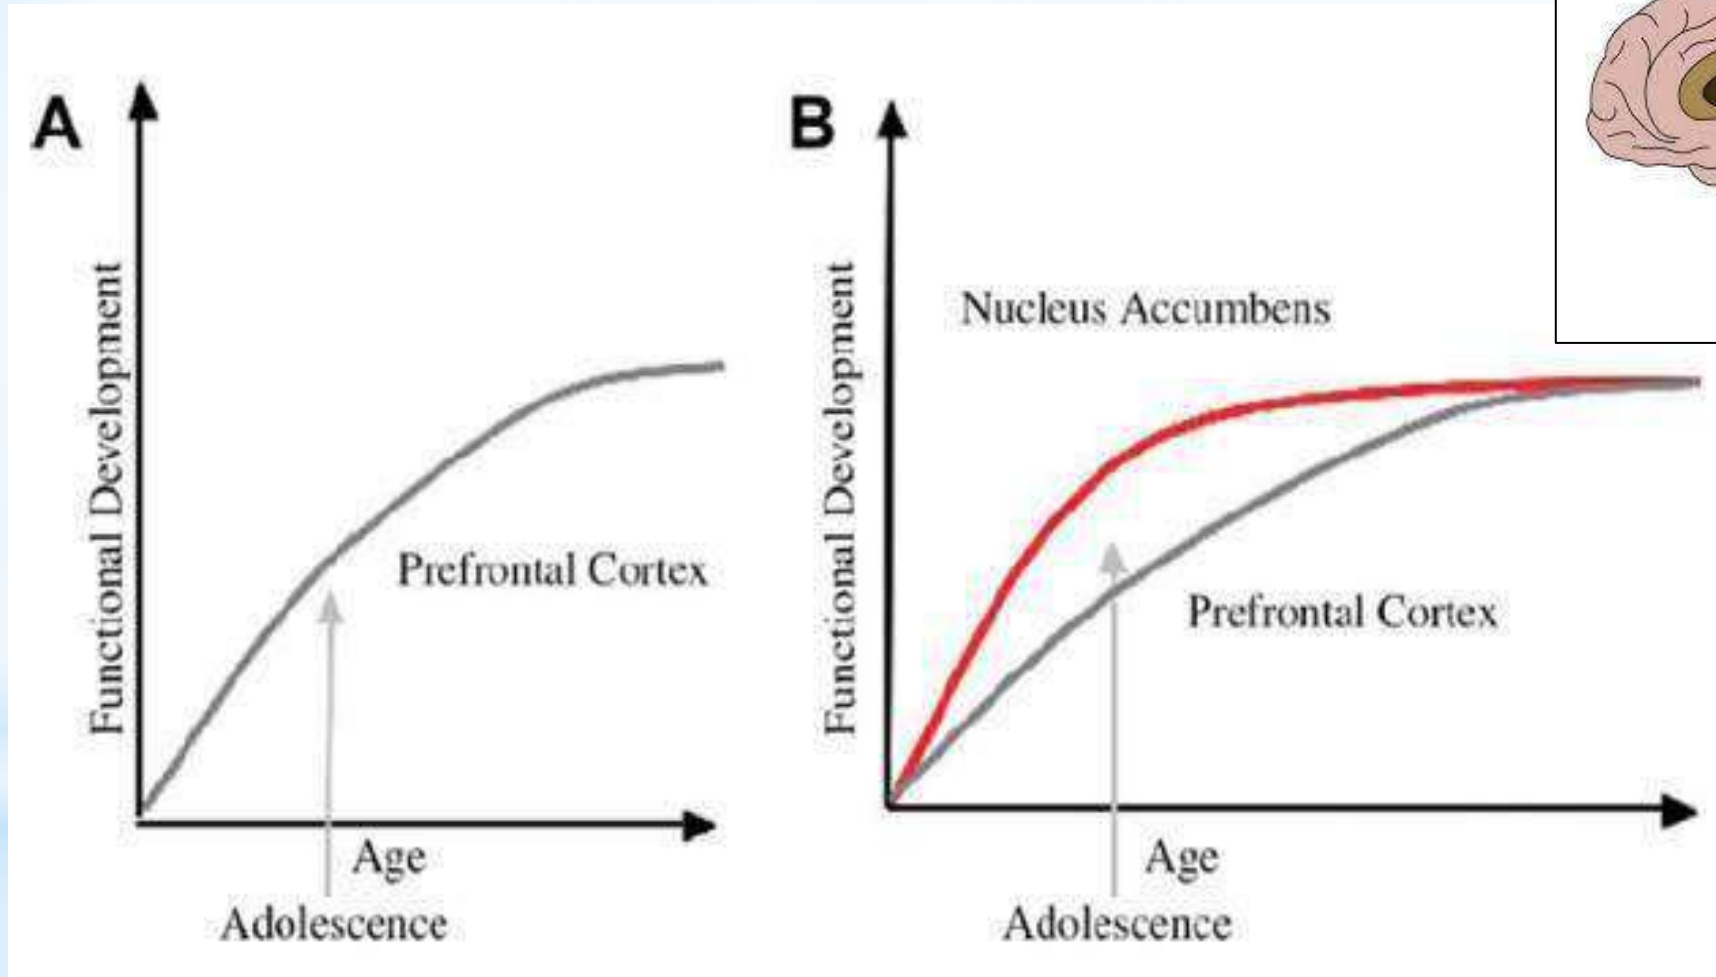 A
Functional Development
Prefrontal Cortex
Age
Adolescence
B
Functional Development
Nucleus Accumbens
Prefrontal Cortex
Age
Adolescence